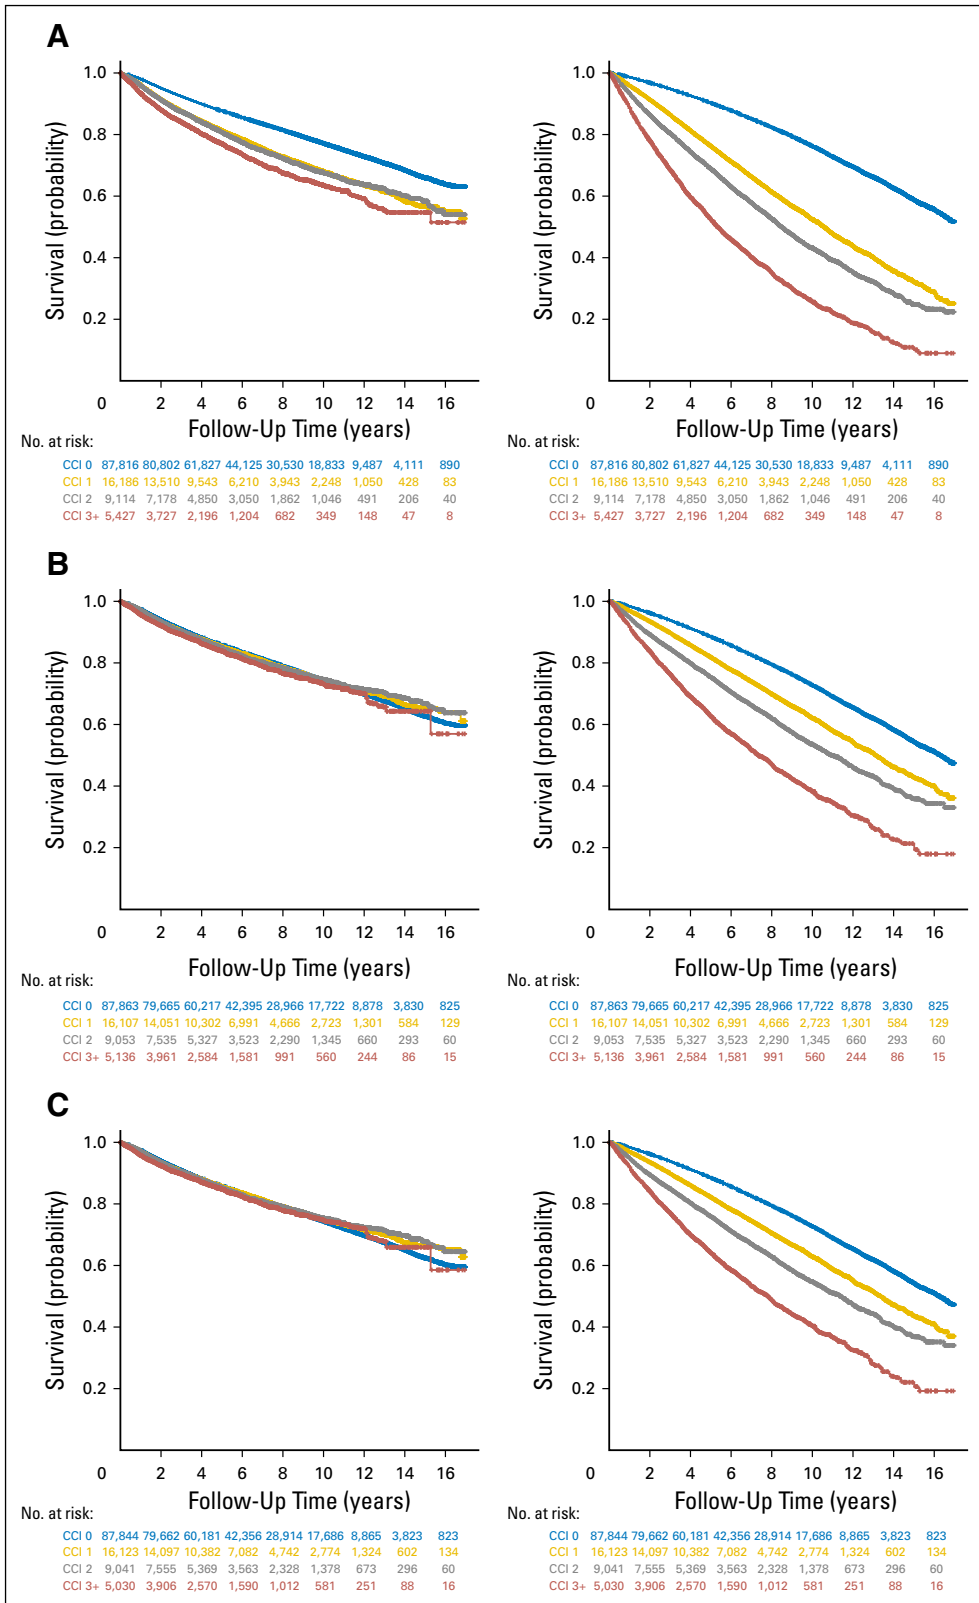 A
1.0
0.8
0.6
0.4
0.2
Survival (probability)
0 2 4 6 8 10 12 14 16
Follow-Up Time (years)
No. at risk:
CCI 0 87,816 80,802 61,827 44,125 30,530 18,833 9,487 4,111 890
CCI 1 16,186 13,510 9,543 6,210 3,943 2,248 1,050 428 83
CCI 2 9,114 7,178 4,850 3,050 1,862 1,046 491 206 40
CCI 3+ 5,427 3,727 2,196 1,204 682 349 148 47 8
1.0
0.8
0.6
0.4
0.2
Survival (probability)
0 2 4 6 8 10 12 14 16
Follow-Up Time (years)
No. at risk:
CCI 0 87,816 80,802 61,827 44,125 30,530 18,833 9,487 4,111 890
CCI 1 16,186 13,510 9,543 6,210 3,943 2,248 1,050 428 83
CCI 2 9,114 7,178 4,850 3,050 1,862 1,046 491 206 40
CCI 3+ 5,427 3,727 2,196 1,204 682 349 148 47 8
B
1.0
0.8
0.6
0.4
0.2
Survival (probability)
0 2 4 6 8 10 12 14 16
Follow-Up Time (years)
No. at risk:
CCI 0 87,863 79,665 60,217 42,395 28,966 17,722 8,878 3,830 825
CCI 1 16,107 14,051 10,302 6,991 4,666 2,723 1,301 584 129
CCI 2 9,053 7,535 5,327 3,523 2,290 1,345 660 293 60
CCI 3+ 5,136 3,961 2,584 1,581 991 560 244 86 15
1.0
0.8
0.6
0.4
0.2
Survival (probability)
0 2 4 6 8 10 12 14 16
Follow-Up Time (years)
No. at risk:
CCI 0 87,863 79,665 60,217 42,395 28,966 17,722 8,878 3,830 825
CCI 1 16,107 14,051 10,302 6,991 4,666 2,723 1,301 584 129
CCI 2 9,053 7,535 5,327 3,523 2,290 1,345 660 293 60
CCI 3+ 5,136 3,961 2,584 1,581 991 560 244 86 15
C
1.0
0.8
0.6
0.4
0.2
Survival (probability)
0 2 4 6 8 10 12 14 16
Follow-Up Time (years)
No. at risk:
CCI 0 87,844 79,662 60,181 42,356 28,914 17,686 8,865 3,823 823
CCI 1 16,123 14,097 10,382 7,082 4,742 2,774 1,324 602 134
CCI 2 9,041 7,555 5,369 3,563 2,328 1,378 673 296 60
CCI 3+ 5,030 3,906 2,570 1,590 1,012 581 251 88 16
1.0
0.8
0.6
0.4
0.2
Survival (probability)
0 2 4 6 8 10 12 14 16
Follow-Up Time (years)
No. at risk:
CCI 0 87,844 79,662 60,181 42,356 28,914 17,686 8,865 3,823 823
CCI 1 16,123 14,097 10,382 7,082 4,742 2,774 1,324 602 134
CCI 2 9,041 7,555 5,369 3,563 2,328 1,378 673 296 60
CCI 3+ 5,030 3,906 2,570 1,590 1,012 581 251 88 16